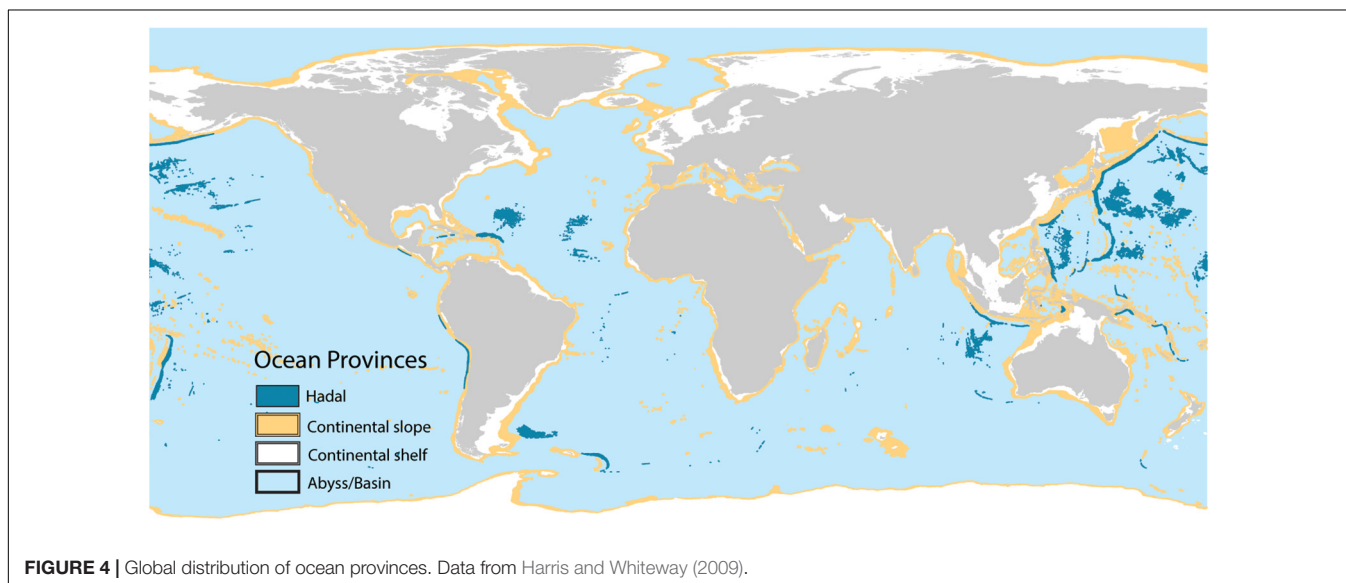 Ocean Provinces
Hadal
Continental slope
Continental shelf
Abyss/Basin
FIGURE 4 | Global distribution of ocean provinces. Data from Harris and Whiteway (2009).